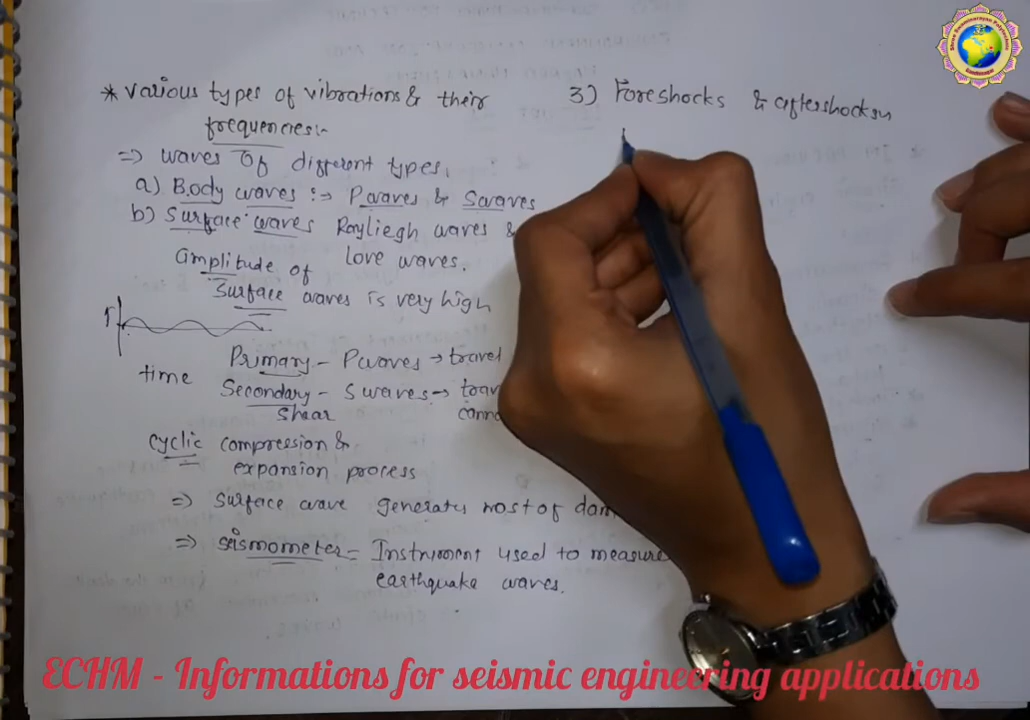 * Various types of vibrations & their
frequencies :-
⇒ waves of different types.
a) Body waves :→ P waves & S waves
b) Surface waves Rayliegh waves &
love waves.
Amplitude of
Surface waves is very high
time
Primary - P waves → travel
Secondary - S waves →
Shear
cyclic compression &
expansion process
⇒ surface wave generates most of
⇒ seismometer = Instrument used to measure
earthquake waves.
3) Foreshocks & aftershocks
ECHM - Informations for seismic engineering applications